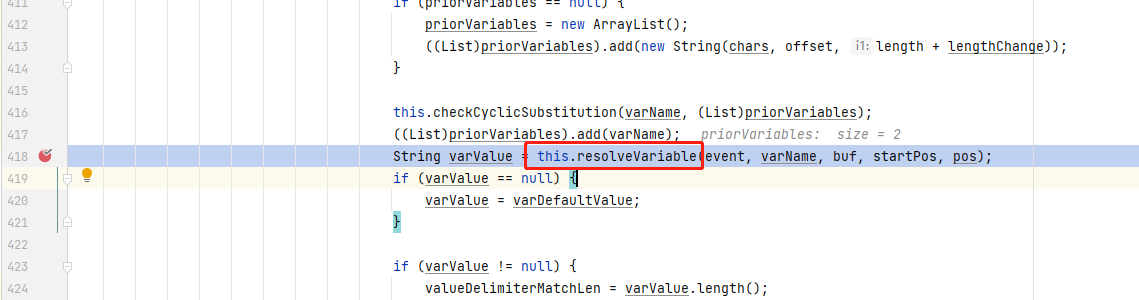 411 if (priorVariables == null) {
412 priorVariables = new ArrayList();
413 ((List)priorVariables).add(new String(chars, offset, i1: length + lengthChange));
414 }
415
416 this.checkCyclicSubstitution(varName, (List)priorVariables);
417 ((List)priorVariables).add(varName); priorVariables: size = 2
418 String varValue = this.resolveVariable(event, varName, buf, startPos, pos);
419 if (varValue == null) {
420 varValue = varDefaultValue;
421 }
422
423 if (varValue != null) {
424 valueDelimiterMatchLen = varValue.length();